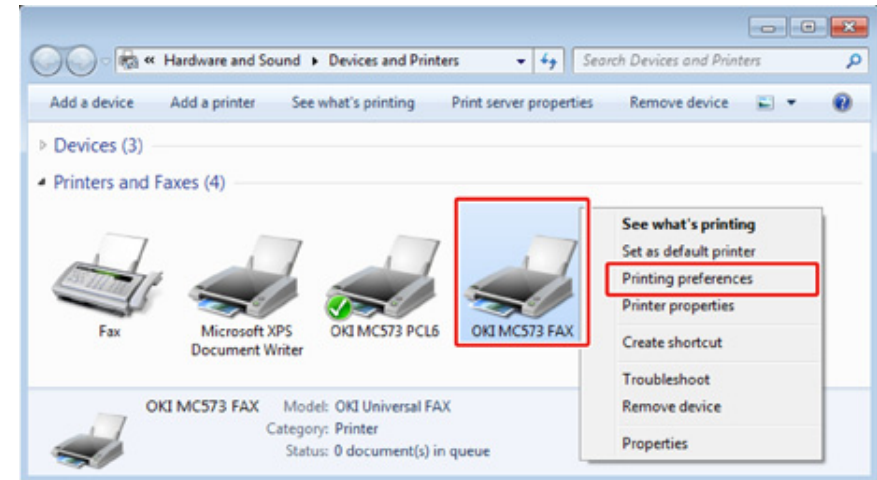 « Hardware and Sound ▸ Devices and Printers Search Devices and Printers
Add a device Add a printer See what's printing Print server properties Remove device
Devices (3)
Printers and Faxes (4)
Fax
Microsoft XPS
Document Writer
OKI MC573 PCL6
OKI MC573 FAX
See what's printing
Set as default printer
Printing preferences
Printer properties
Create shortcut
Troubleshoot
Remove device
Properties
OKI MC573 FAX Model: OKI Universal FAX
Category: Printer
Status: 0 document(s) in queue